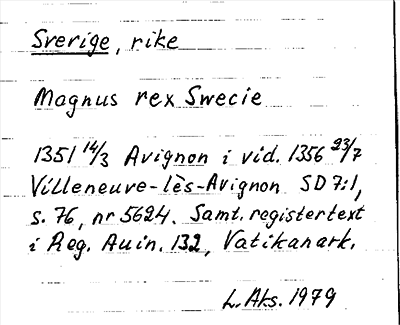 Sverige, rike
Magnus rex Swecie
1351 14/3 Avignon i vid. 1356 23/7
Villeneuve-lès-Avignon SD 7:1,
s. 76, nr 5624. Samt. registertext
i Reg. Auin. 132, Vatikanark.
L. Aks. 1979